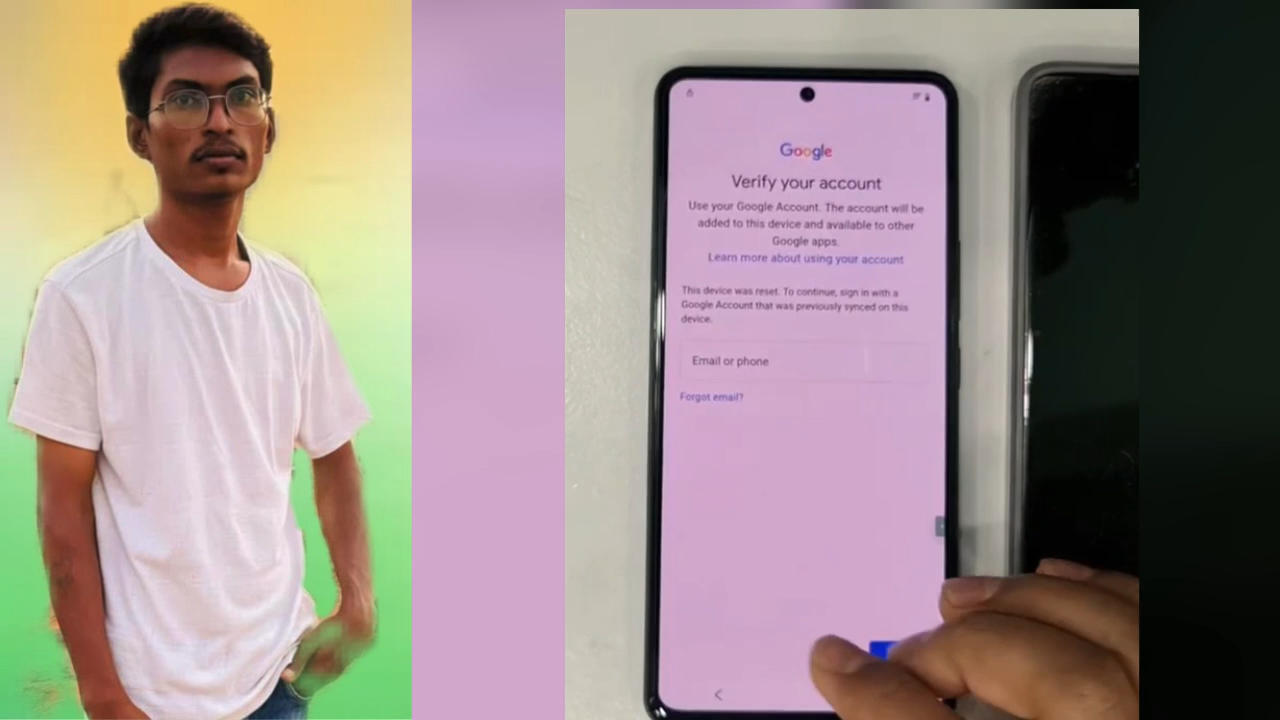 Google
Verify your account
Use your Google Account. The account will be
added to this device and available to other
Google apps.
Learn more about using your account
This device was reset. To continue, sign in with a
Google Account that was previously synced on this
device.
Email or phone
Forgot email?